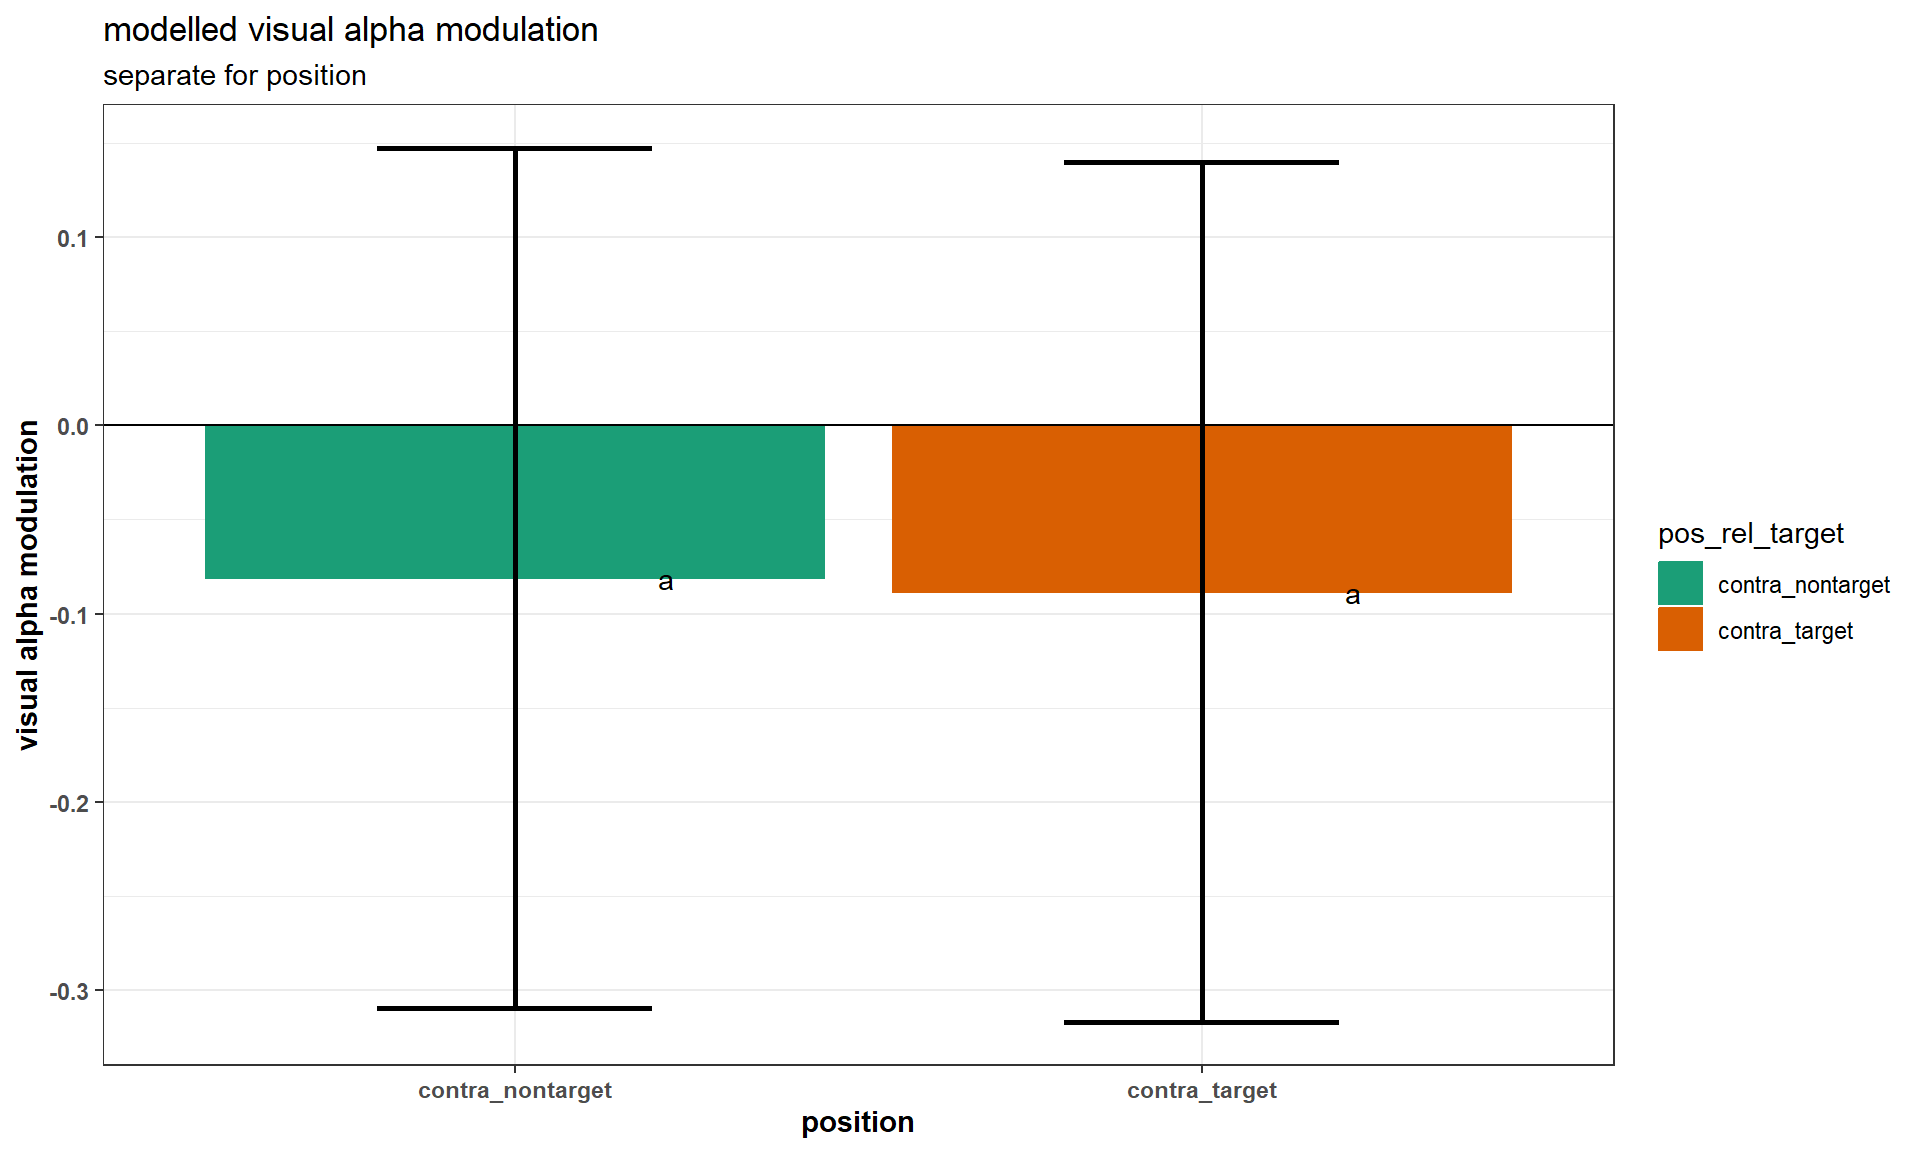 modelled visual alpha modulation
separate for position
visual alpha modulation
0.1
0.0
-0.1
-0.2
-0.3
a
a
contra_nontarget
contra_target
position
pos_rel_target
contra_nontarget
contra_target